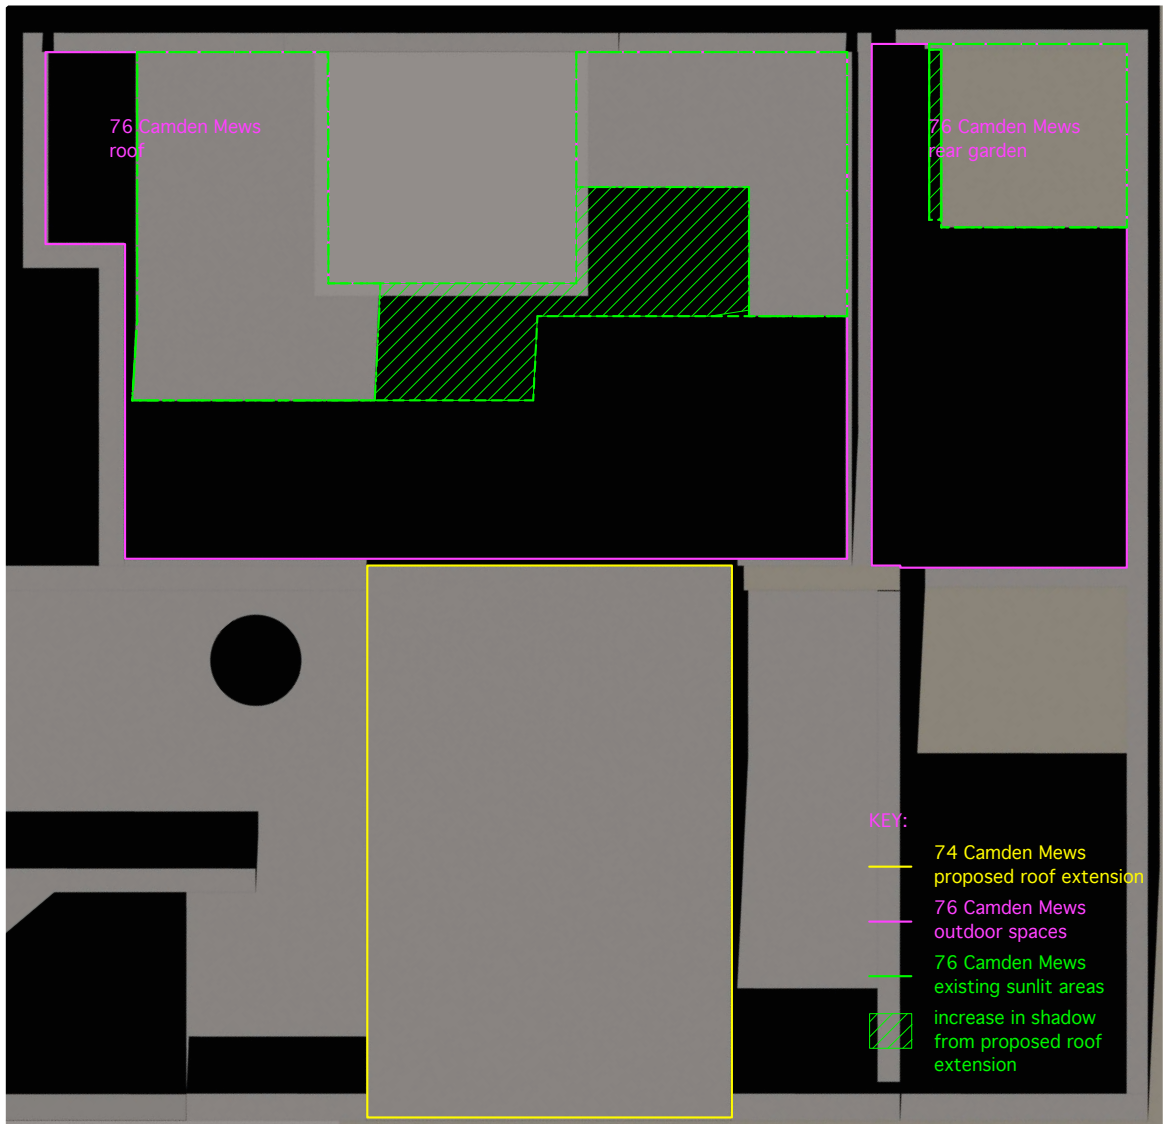 76 Camden Mews
roof
76 Camden Mews
rear garden
KEY:
74 Camden Mews
proposed roof extension
76 Camden Mews
outdoor spaces
76 Camden Mews
existing sunlit areas
increase in shadow
from proposed roof
extension